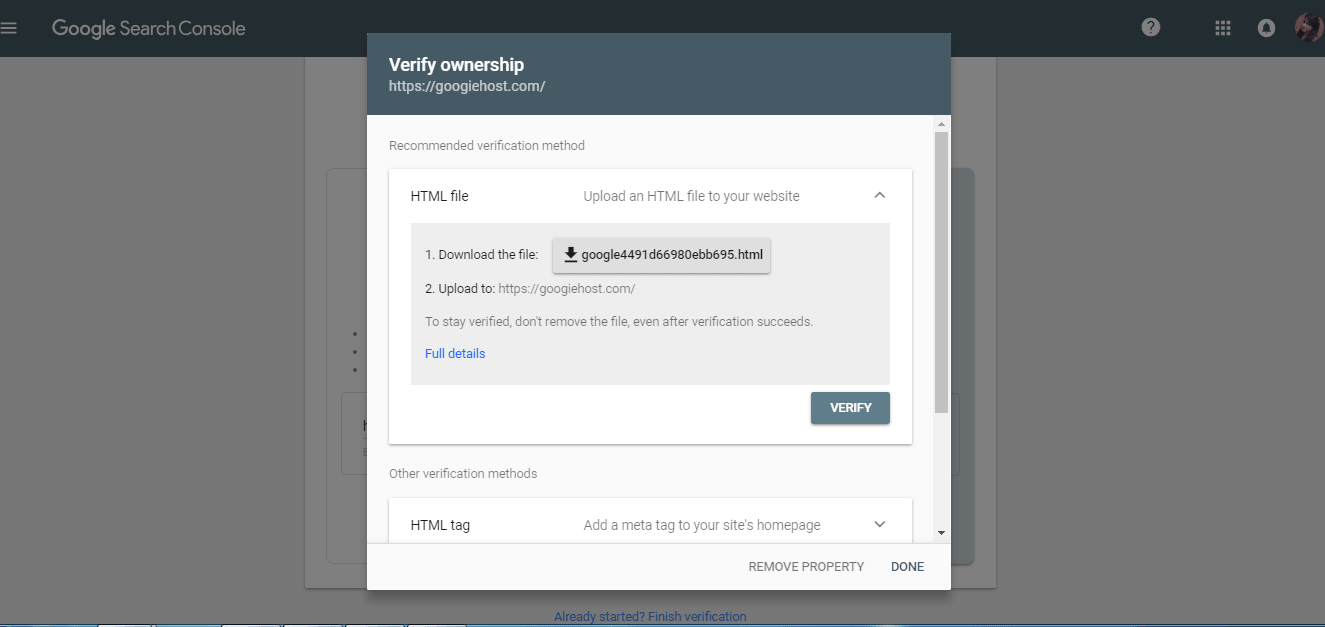 Google Search Console
Verify ownership
https://googiehost.com/
Recommended verification method
HTML file Upload an HTML file to your website
1. Download the file: google4491d66980ebb695.html
2. Upload to: https://googiehost.com/
To stay verified, don't remove the file, even after verification succeeds.
Full details
VERIFY
Other verification methods
HTML tag Add a meta tag to your site's homepage
REMOVE PROPERTY DONE
Already started? Finish verification